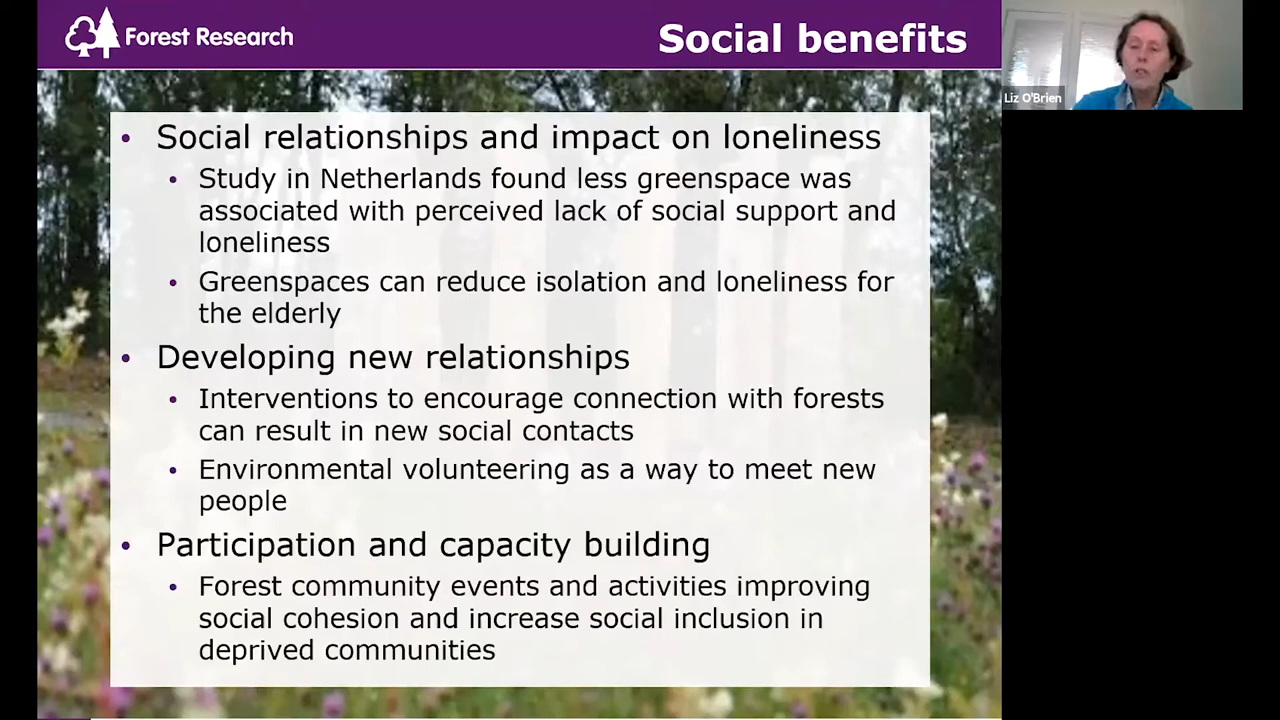 Forest Research
Social benefits
Liz O'Brien
• Social relationships and impact on loneliness
• Study in Netherlands found less greenspace was
associated with perceived lack of social support and
loneliness
• Greenspaces can reduce isolation and loneliness for
the elderly
• Developing new relationships
• Interventions to encourage connection with forests
can result in new social contacts
• Environmental volunteering as a way to meet new
people
• Participation and capacity building
• Forest community events and activities improving
social cohesion and increase social inclusion in
deprived communities